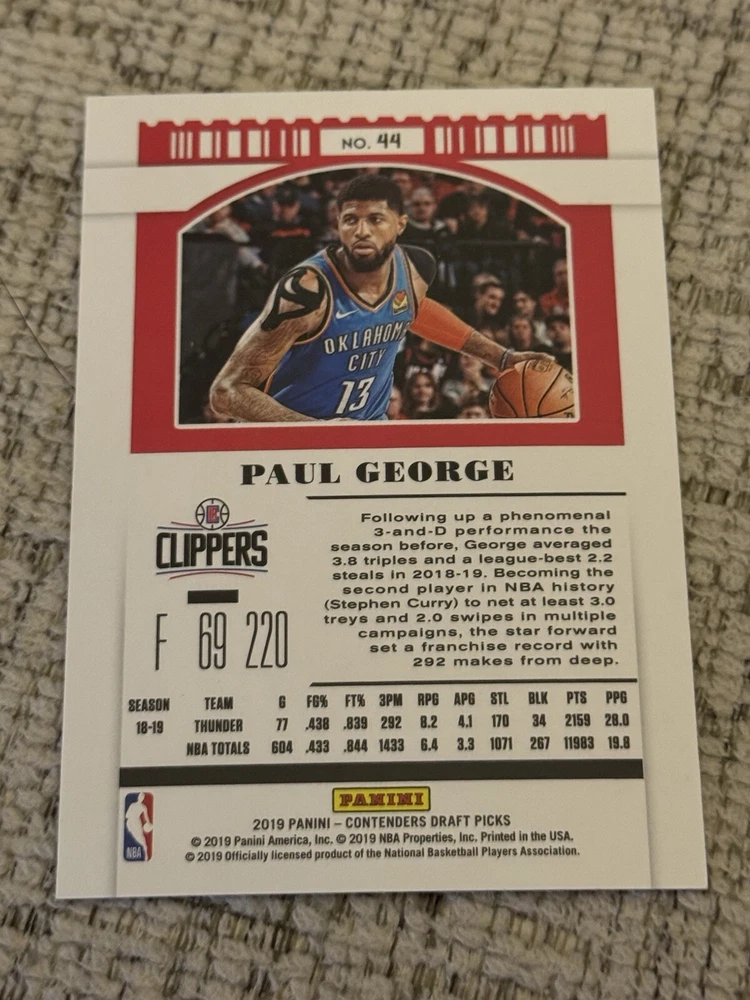 NO. 44
OKLAHOMA
CITY
13
PAUL GEORGE
CLIPPERS
F 69 220
Following up a phenomenal
3-and-D performance the
season before, George averaged
3.8 triples and a league-best 2.2
steals in 2018-19. Becoming the
second player in NBA history
(Stephen Curry) to net at least 3.0
treys and 2.0 swipes in multiple
campaigns, the star forward
set a franchise record with
292 makes from deep.
SEASON TEAM G FG% FT% 3PM RPG APG STL BLK PTS PPG
18-19 THUNDER 77 .438 .839 292 8.2 4.1 170 34 2159 28.0
NBA TOTALS 604 .433 .844 1433 6.4 3.3 1071 267 11983 19.8
PANINI
2019 PANINI – CONTENDERS DRAFT PICKS
© 2019 Panini America, Inc. © 2019 NBA Properties, Inc. Printed in the USA.
© 2019 Officially licensed product of the National Basketball Players Association.
NBA